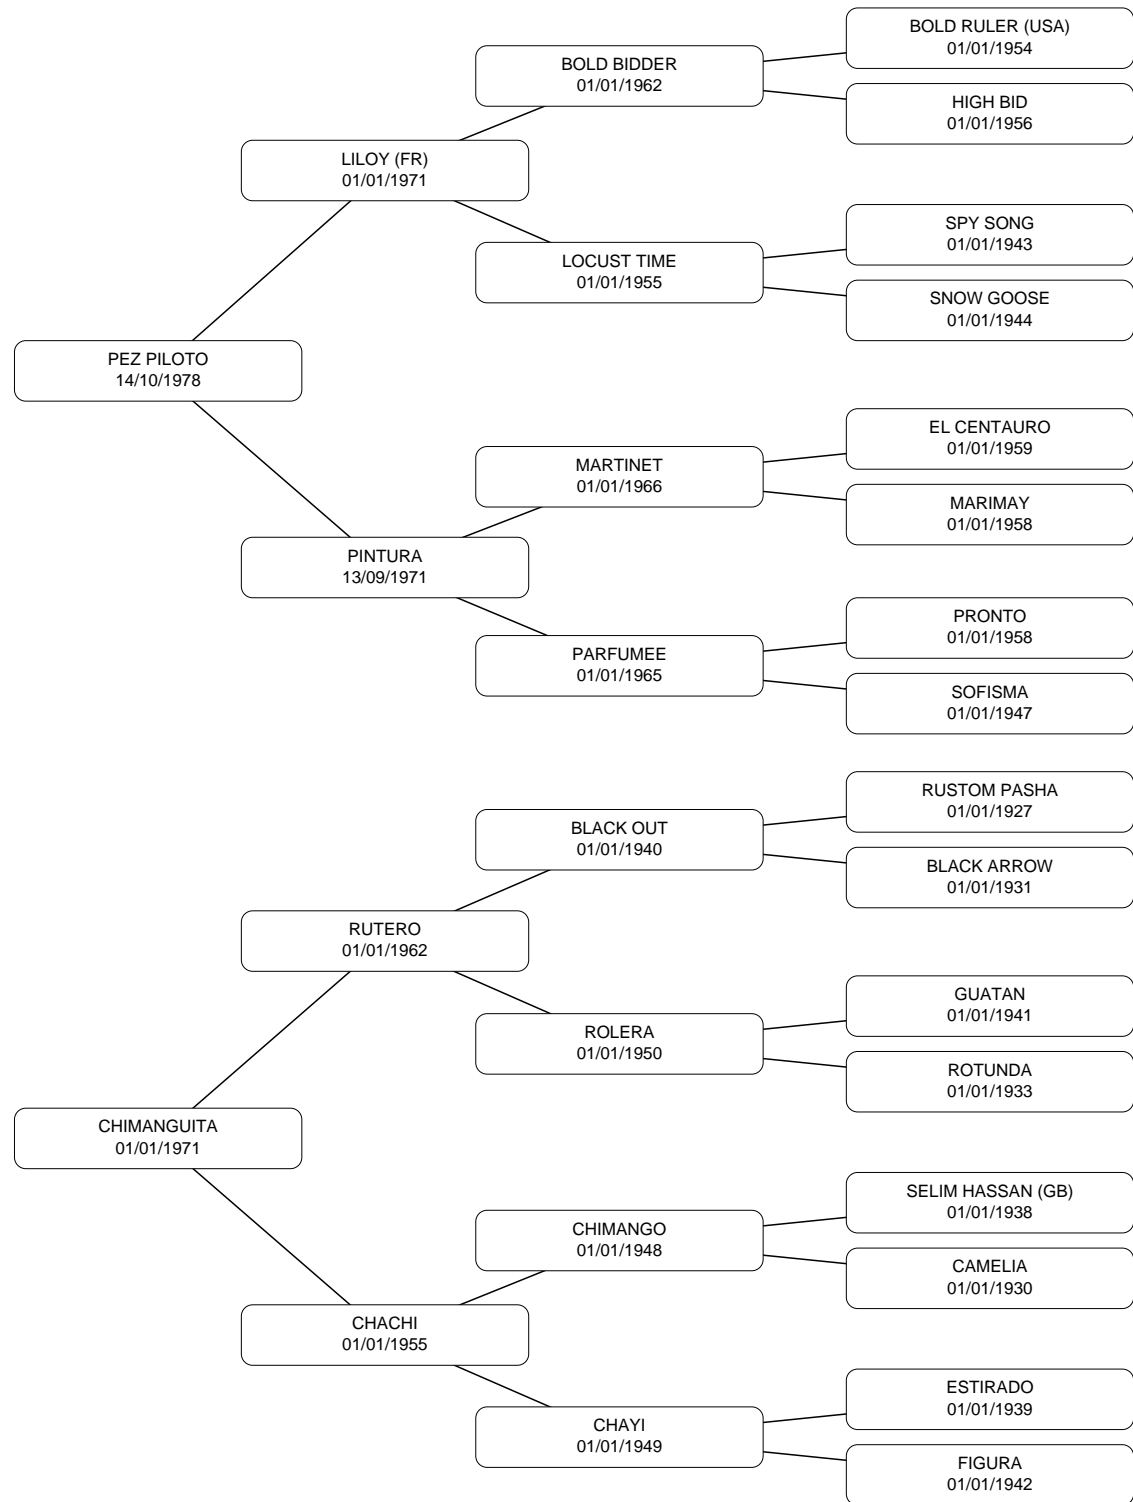 BOLD RULER (USA)
01/01/1954
BOLD BIDDER
01/01/1962
HIGH BID
01/01/1956
LILOY (FR)
01/01/1971
SPY SONG
01/01/1943
LOCUST TIME
01/01/1955
SNOW GOOSE
01/01/1944
PEZ PILOTO
14/10/1978
EL CENTAURO
01/01/1959
MARTINET
01/01/1966
MARIMAY
01/01/1958
PINTURA
13/09/1971
PRONTO
01/01/1958
PARFUMEE
01/01/1965
SOFISMA
01/01/1947
RUSTOM PASHA
01/01/1927
BLACK OUT
01/01/1940
BLACK ARROW
01/01/1931
RUTERO
01/01/1962
GUATAN
01/01/1941
ROLERA
01/01/1950
ROTUNDA
01/01/1933
CHIMANGUITA
01/01/1971
SELIM HASSAN (GB)
01/01/1938
CHIMANGO
01/01/1948
CAMELIA
01/01/1930
CHACHI
01/01/1955
ESTIRADO
01/01/1939
CHAYI
01/01/1949
FIGURA
01/01/1942